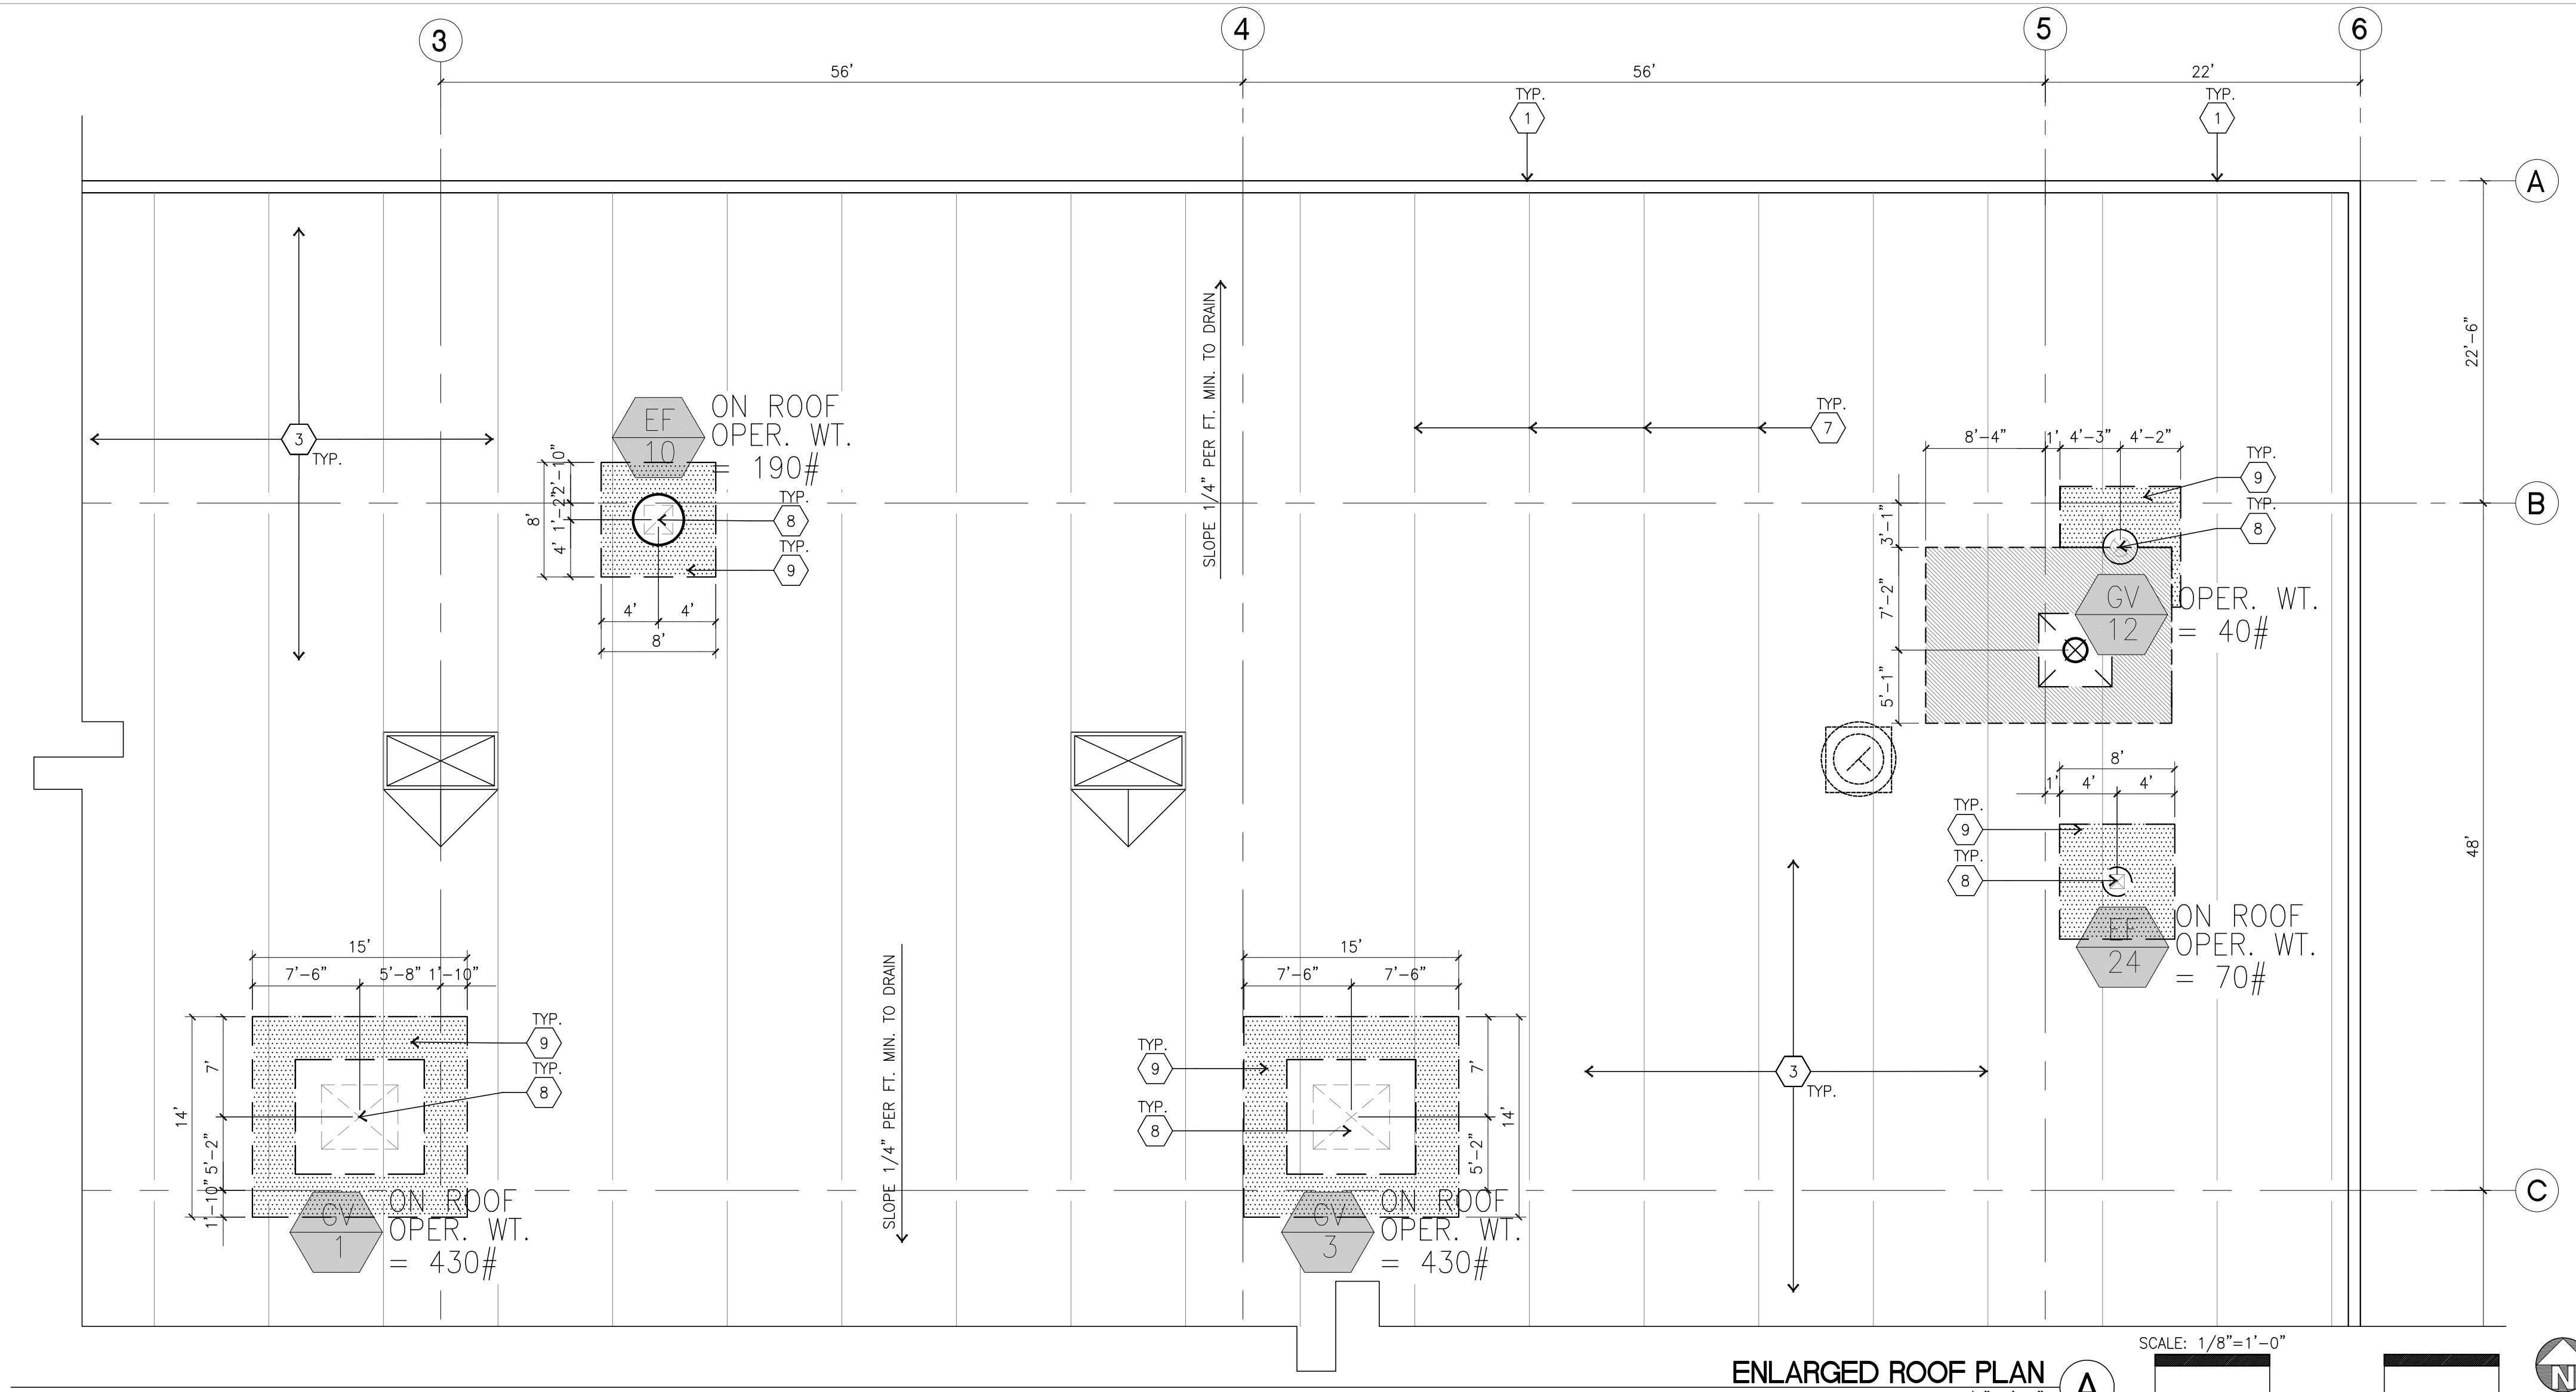 3
4
5
6
56'
56'
22'
TYP.
1
TYP.
1
A
22'-6"
B
48'
C
3
TYP.
EF
10
ON ROOF
OPER. WT.
= 190#
8'
2'-10"
1'-2"
4'
4'
4'
8'
TYP.
8
TYP.
9
SLOPE 1/4" PER FT. MIN. TO DRAIN
TYP.
7
8'-4"
1'
4'-3"
4'-2"
TYP.
9
TYP.
8
3'-1"
7'-2"
5'-1"
GV
12
OPER. WT.
= 40#
8'
1'
4'
4'
TYP.
9
TYP.
8
EF
24
ON ROOF
OPER. WT.
= 70#
15'
7'-6"
5'-8"
1'-10"
14'
7'
5'-2"
1'-10"
TYP.
9
TYP.
8
GV
1
ON ROOF
OPER. WT.
= 430#
SLOPE 1/4" PER FT. MIN. TO DRAIN
15'
7'-6"
7'-6"
7'
14'
5'-2"
TYP.
9
TYP.
8
GV
3
ON ROOF
OPER. WT.
= 430#
3
TYP.
SCALE: 1/8"=1'-0"
ENLARGED ROOF PLAN
A
N